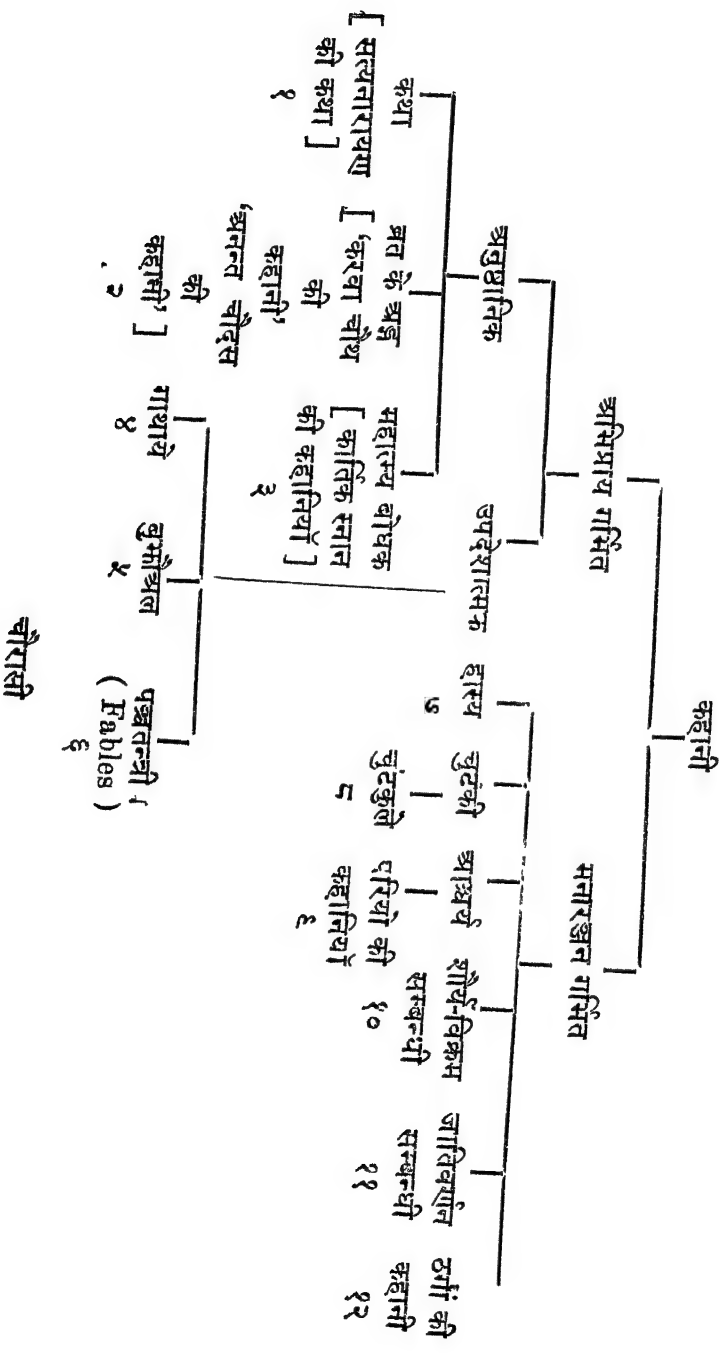 कहानी
अभिप्राय गर्भित
मनोरञ्जन गर्भित
अनुष्ठानिक
उपदेशात्मक
कथा
[ सत्यनारायण
की कथा ]
१
व्रत के अङ्ग
[ ‘करवा चौथ
की
कहानी’
‘अनन्त चौदस
की
कहानी’ ]
२
महात्म्य बोधक
[ कार्तिक स्नान
की कहानियाँ ]
३
गाथायें
४
बुझौअल
५
पञ्चतन्त्री
( Fables )
६
हास्य
७
चुटकी
चुटकुले
८
आश्चर्य
परियों की
कहानियाँ
९
शौर्य-विक्रम
सम्बन्धी
१०
जातिवर्णन
सम्बन्धी
११
ठगों की
कहानी
१२
चौरासी